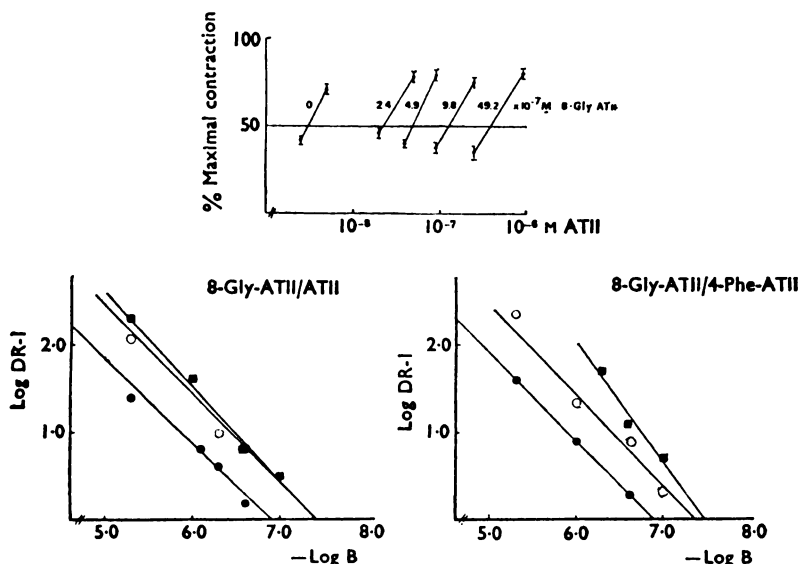 100
50
% Maximal contraction
0 2.4 4.9 9.8 49.2 x10⁻⁷M 8-Gly ATII
10⁻⁸ 10⁻⁷ 10⁻⁶ M ATII
8-Gly-ATII/ATII
2.0
1.0
Log DR-1
5.0 6.0 7.0 8.0
—Log B
8-Gly-ATII/4-Phe-ATII
2.0
1.0
Log DR-1
5.0 6.0 7.0 8.0
—Log B